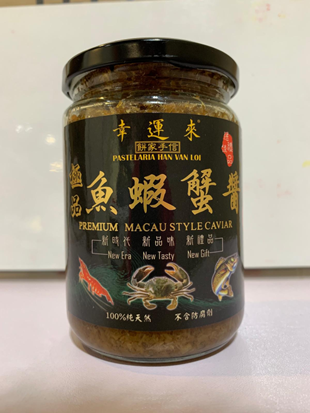 幸運來®
餅家手信
PASTELARIA HAN VAN LOI
極品 魚蝦蟹醬
PREMIUM MACAU STYLE CAVIAR
新時代 新品味 新禮品
New Era New Tasty New Gift
100%純天然 不含防腐劑